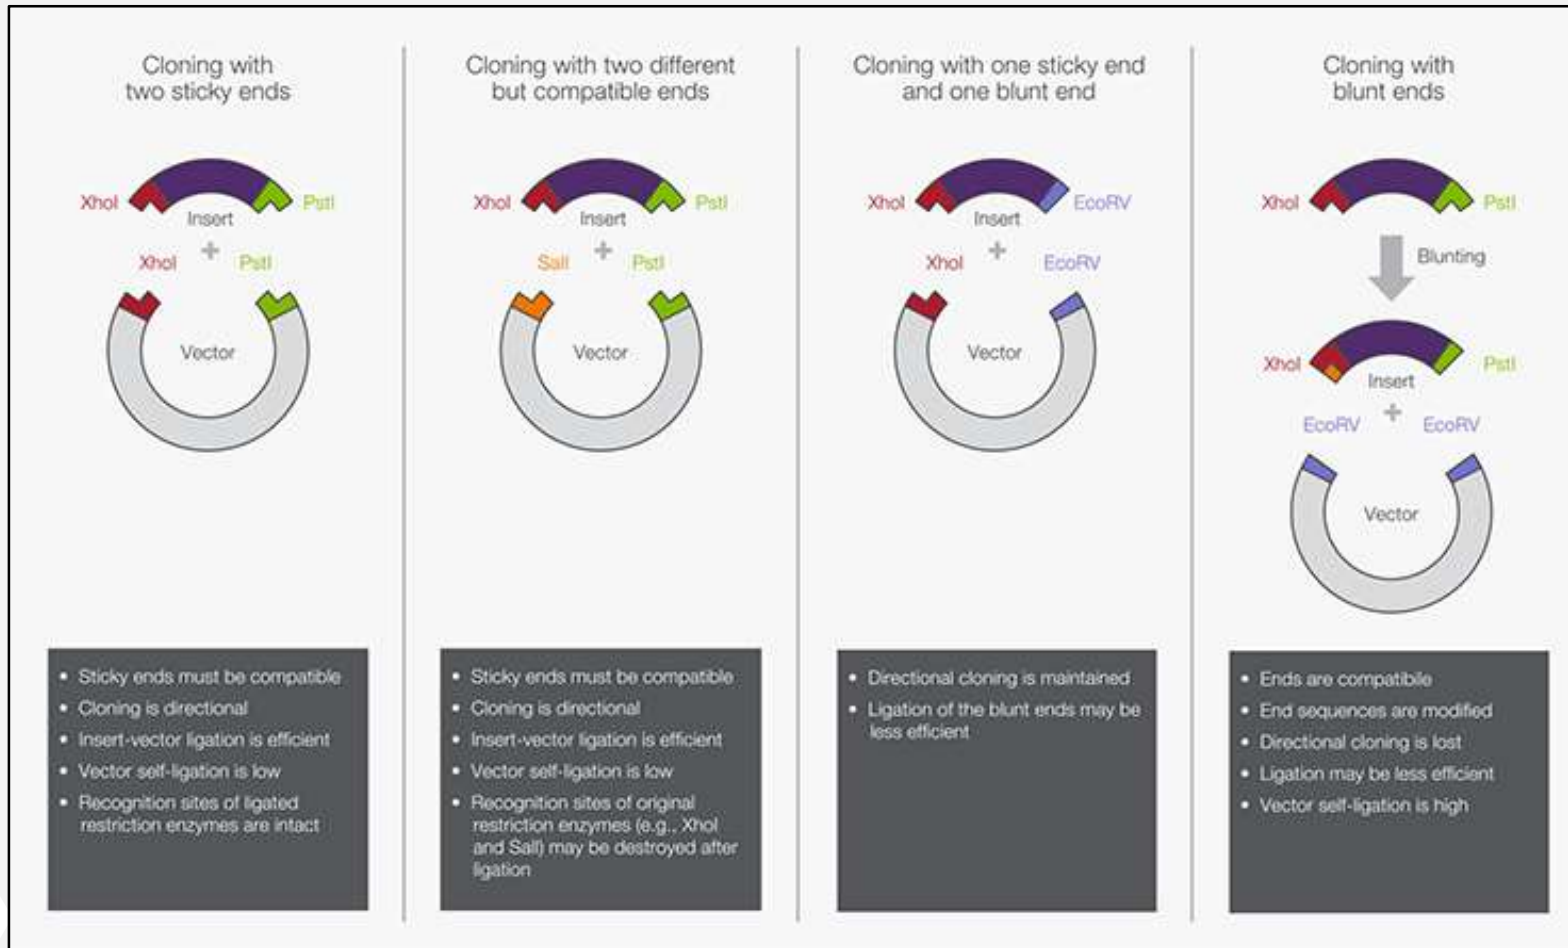 Cloning with
two sticky ends
XhoI
PstI
Insert
+
XhoI
PstI
Vector
• Sticky ends must be compatible
• Cloning is directional
• Insert-vector ligation is efficient
• Vector self-ligation is low
• Recognition sites of ligated
restriction enzymes are intact
Cloning with two different
but compatible ends
XhoI
PstI
Insert
+
SalI
PstI
Vector
• Sticky ends must be compatible
• Cloning is directional
• Insert-vector ligation is efficient
• Vector self-ligation is low
• Recognition sites of original
restriction enzymes (e.g., XhoI
and SalI) may be destroyed after
ligation
Cloning with one sticky end
and one blunt end
XhoI
EcoRV
Insert
+
XhoI
EcoRV
Vector
• Directional cloning is maintained
• Ligation of the blunt ends may be
less efficient
Cloning with
blunt ends
XhoI
PstI
Blunting
XhoI
PstI
Insert
+
EcoRV
EcoRV
Vector
• Ends are compatibile
• End sequences are modified
• Directional cloning is lost
• Ligation may be less efficient
• Vector self-ligation is high